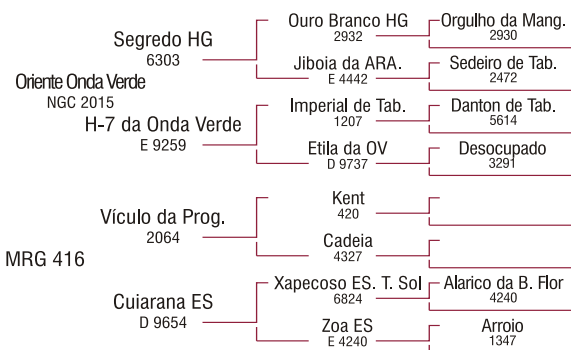 Ouro Branco HG
2932
Orgulho da Mang.
2930
Segredo HG
6303
Jiboia da ARA.
E 4442
Sedeiro de Tab.
2472
Oriente Onda Verde
NGC 2015
Imperial de Tab.
1207
Danton de Tab.
5614
H-7 da Onda Verde
E 9259
Etila da OV
D 9737
Desocupado
3291
Kent
420
Vículo da Prog.
2064
Cadeia
4327
MRG 416
Xapecoso ES. T. Sol
6824
Alarico da B. Flor
4240
Cuiarana ES
D 9654
Zoa ES
E 4240
Arroio
1347